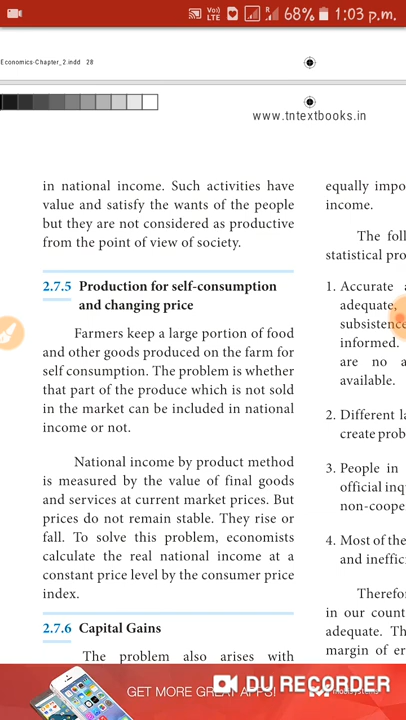 68% 1:03 p.m.
Economics-Chapter_2.indd 28
www.tntextbooks.in
in national income. Such activities have
value and satisfy the wants of the people
but they are not considered as productive
from the point of view of society.
2.7.5 Production for self-consumption
and changing price
Farmers keep a large portion of food
and other goods produced on the farm for
self consumption. The problem is whether
that part of the produce which is not sold
in the market can be included in national
income or not.
National income by product method
is measured by the value of final goods
and services at current market prices. But
prices do not remain stable. They rise or
fall. To solve this problem, economists
calculate the real national income at a
constant price level by the consumer price
index.
2.7.6 Capital Gains
The problem also arises with
equally impo
income.
The foll
statistical pro
1. Accurate a
adequate,
subsistence
informed.
are no a
available.
2. Different la
create prob
3. People in
official inqu
non-coope
4. Most of the
and ineffici
Therefor
in our count
adequate. Th
margin of er
GET MORE GREAT APPS!
DU RECORDER